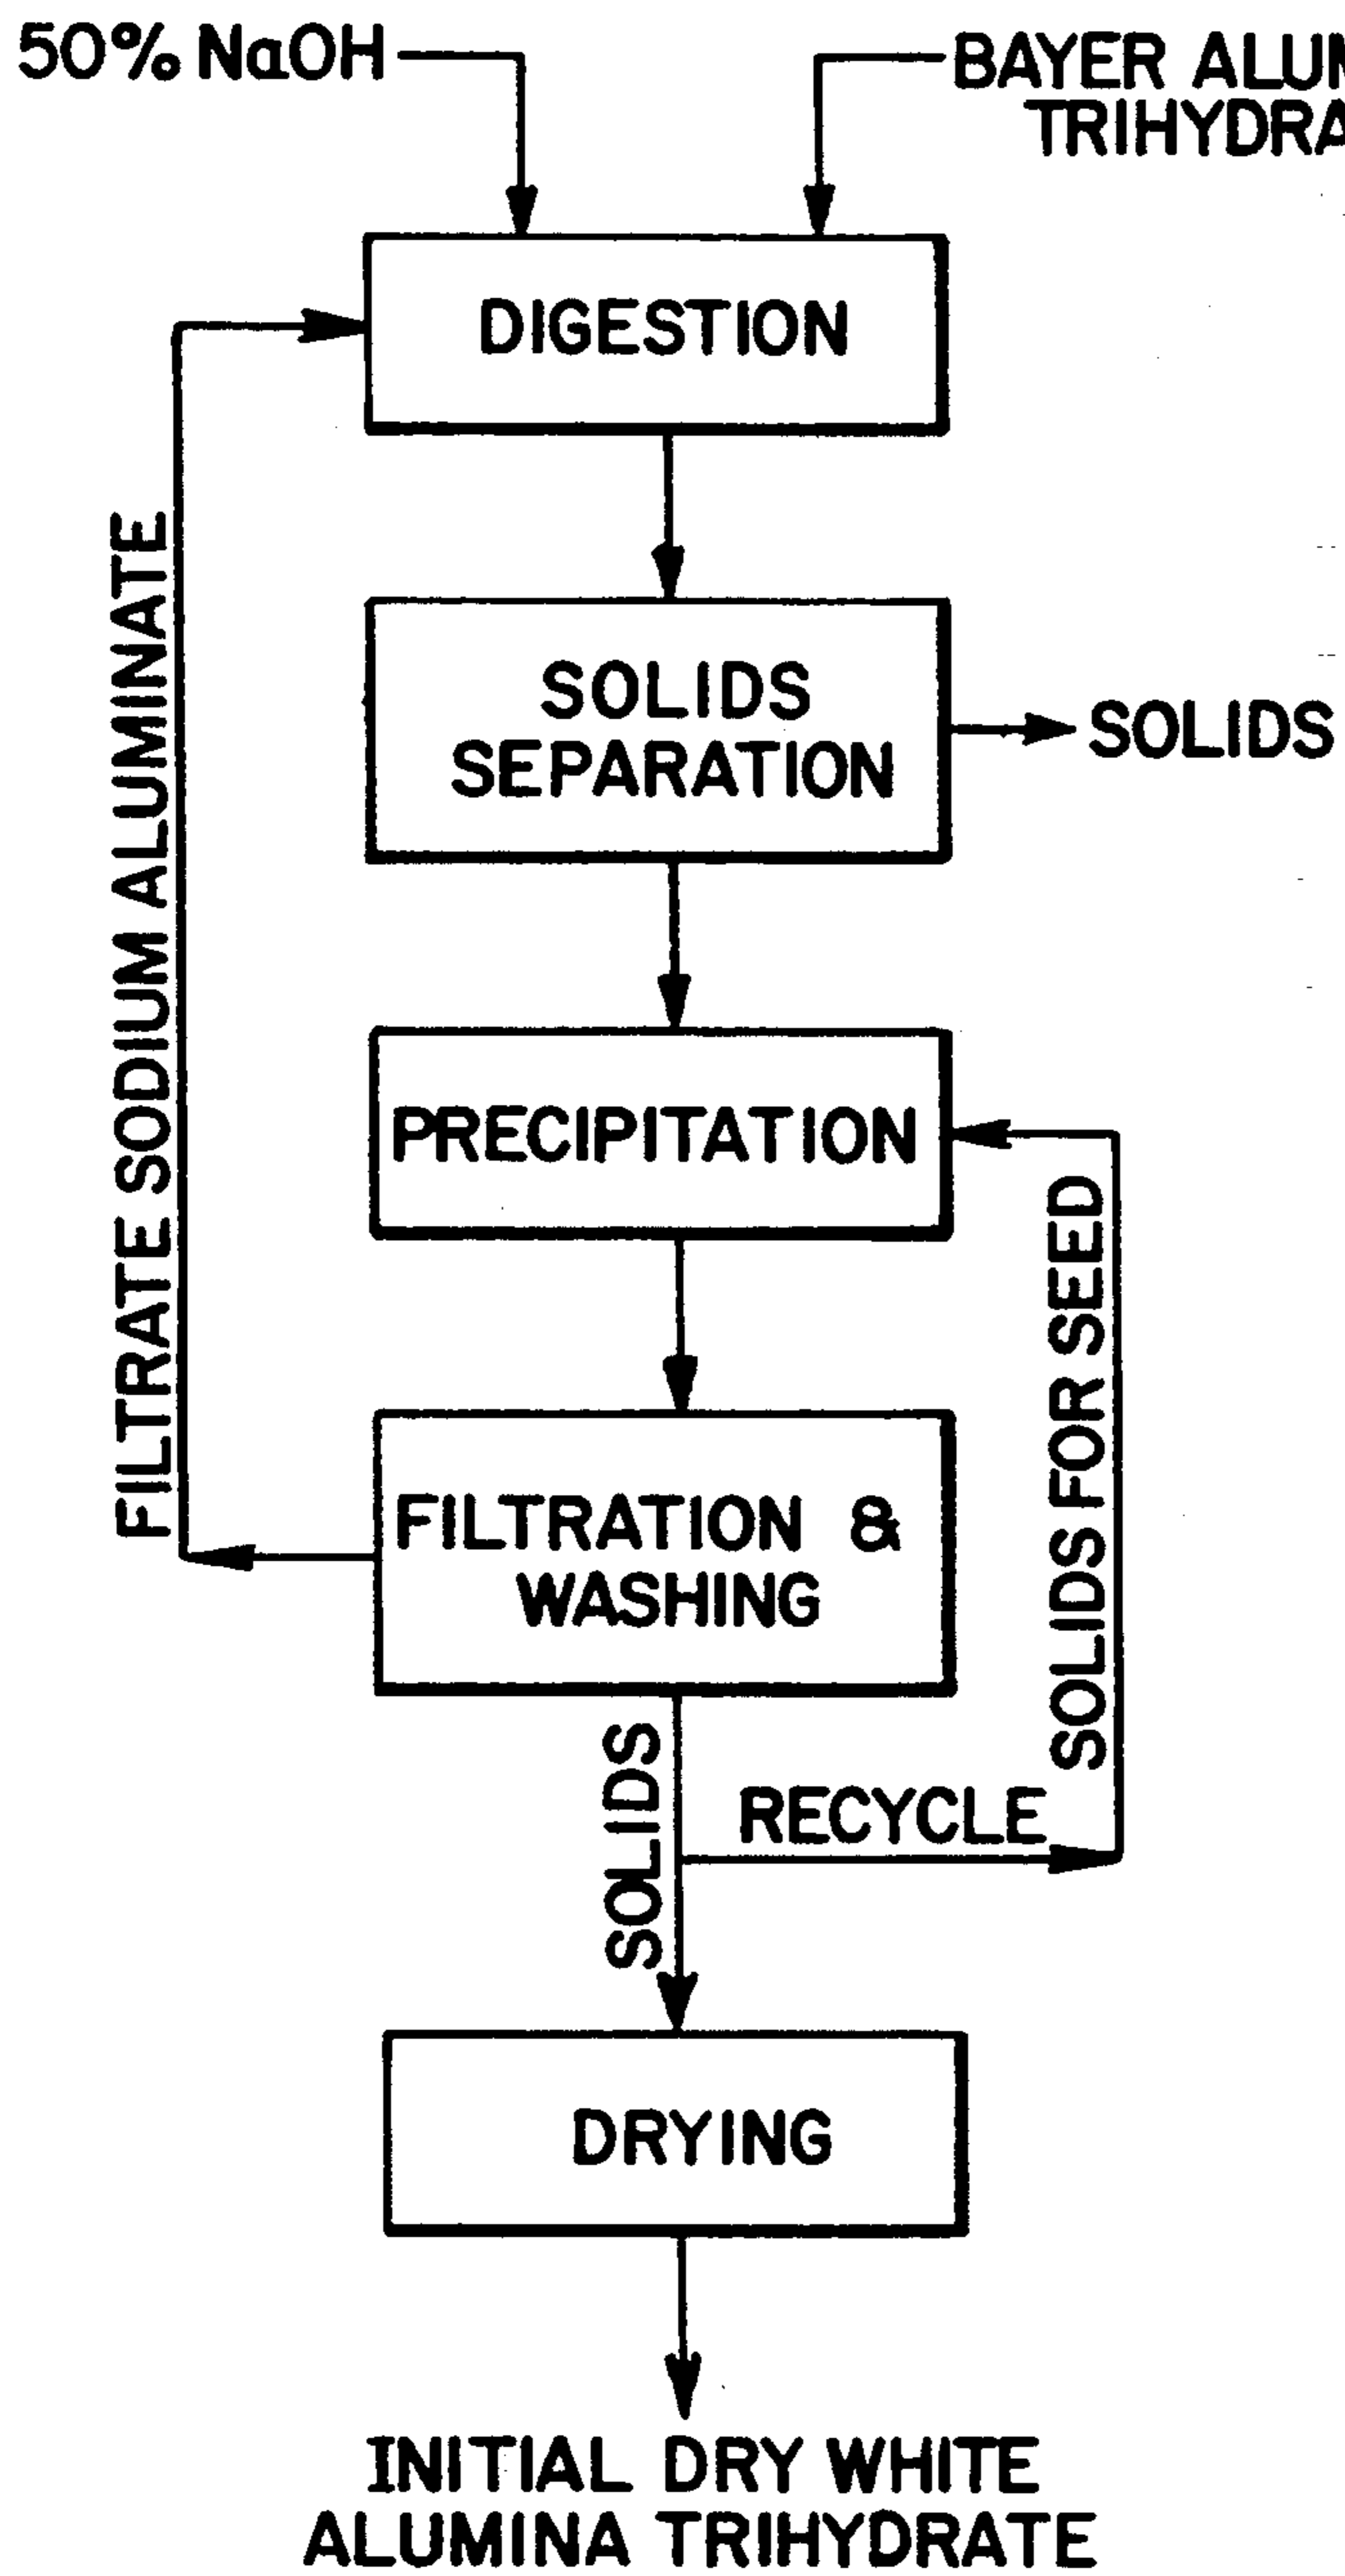 50% NaOH
BAYER ALUM
TRIHYDRA
DIGESTION
SOLIDS
SEPARATION
SOLIDS
FILTRATE SODIUM ALUMINATE
PRECIPITATION
SOLIDS FOR SEED
FILTRATION &
WASHING
SOLIDS
RECYCLE
DRYING
INITIAL DRY WHITE
ALUMINA TRIHYDRATE